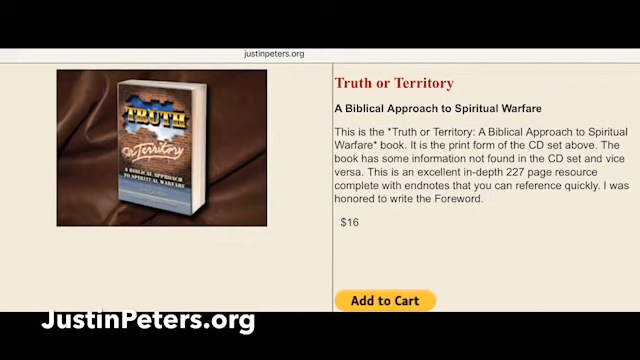 justinpeters.org
TRUTH
or Territory
A BIBLICAL APPROACH
TO SPIRITUAL WARFARE
Truth or Territory
A Biblical Approach to Spiritual Warfare
This is the *Truth or Territory: A Biblical Approach to Spiritual
Warfare* book. It is the print form of the CD set above. The
book has some information not found in the CD set and vice
versa. This is an excellent in-depth 227 page resource
complete with endnotes that you can reference quickly. I was
honored to write the Foreword.
$16
Add to Cart
JustinPeters.org